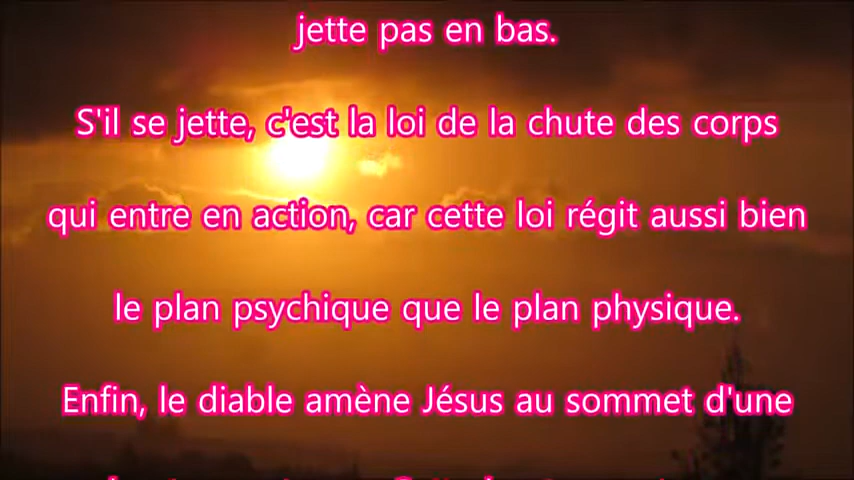 jette pas en bas.
S'il se jette, c'est la loi de la chute des corps
qui entre en action, car cette loi régit aussi bien
le plan psychique que le plan physique.
Enfin, le diable amène Jésus au sommet d'une